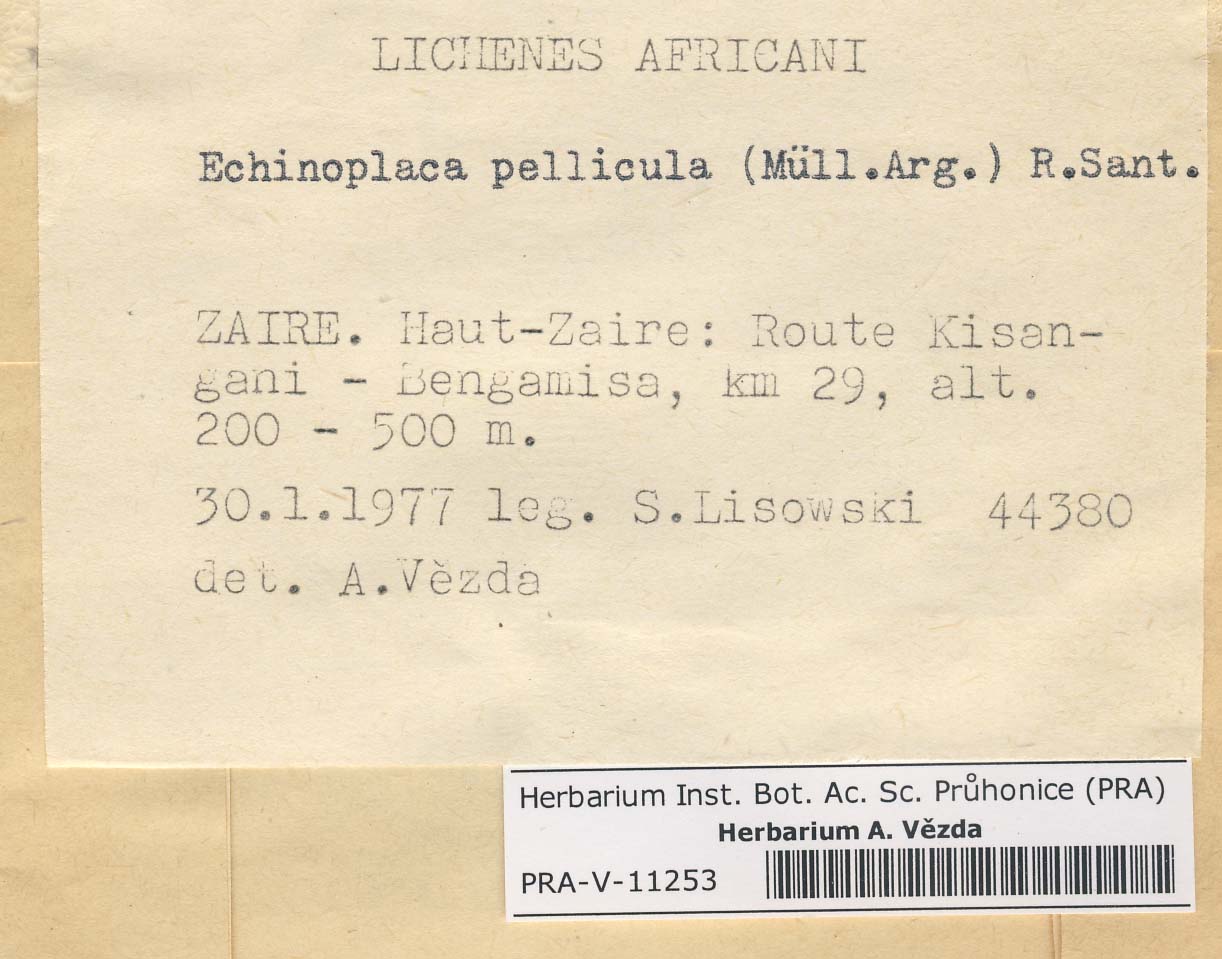 LICHENES AFRICANI
Echinoplaca pellicula (Müll.Arg.) R.Sant.
ZAIRE. Haut-Zaire: Route Kisan-
gani - Bengamisa, km 29, alt.
200 - 500 m.
30.1.1977 leg. S.Lisowski 44380
det. A.Vězda
Herbarium Inst. Bot. Ac. Sc. Průhonice (PRA)
Herbarium A. Vězda
PRA-V-11253